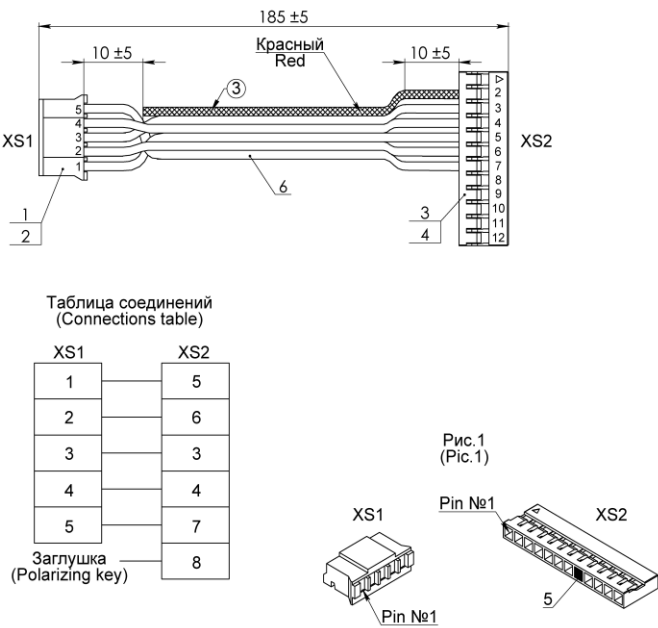 185 ±5
10 ±5
Красный
Red
10 ±5
3
XS1
5
4
3
2
1
2
3
4
5
6
7
8
9
10
11
12
XS2
1
2
6
3
4
Таблица соединений
(Connections table)
XS1 XS2
1 5
2 6
3 3
4 4
5 7
Заглушка 8
(Polarizing key)
Рис.1
(Pic.1)
Pin №1
XS1
XS2
5
Pin №1